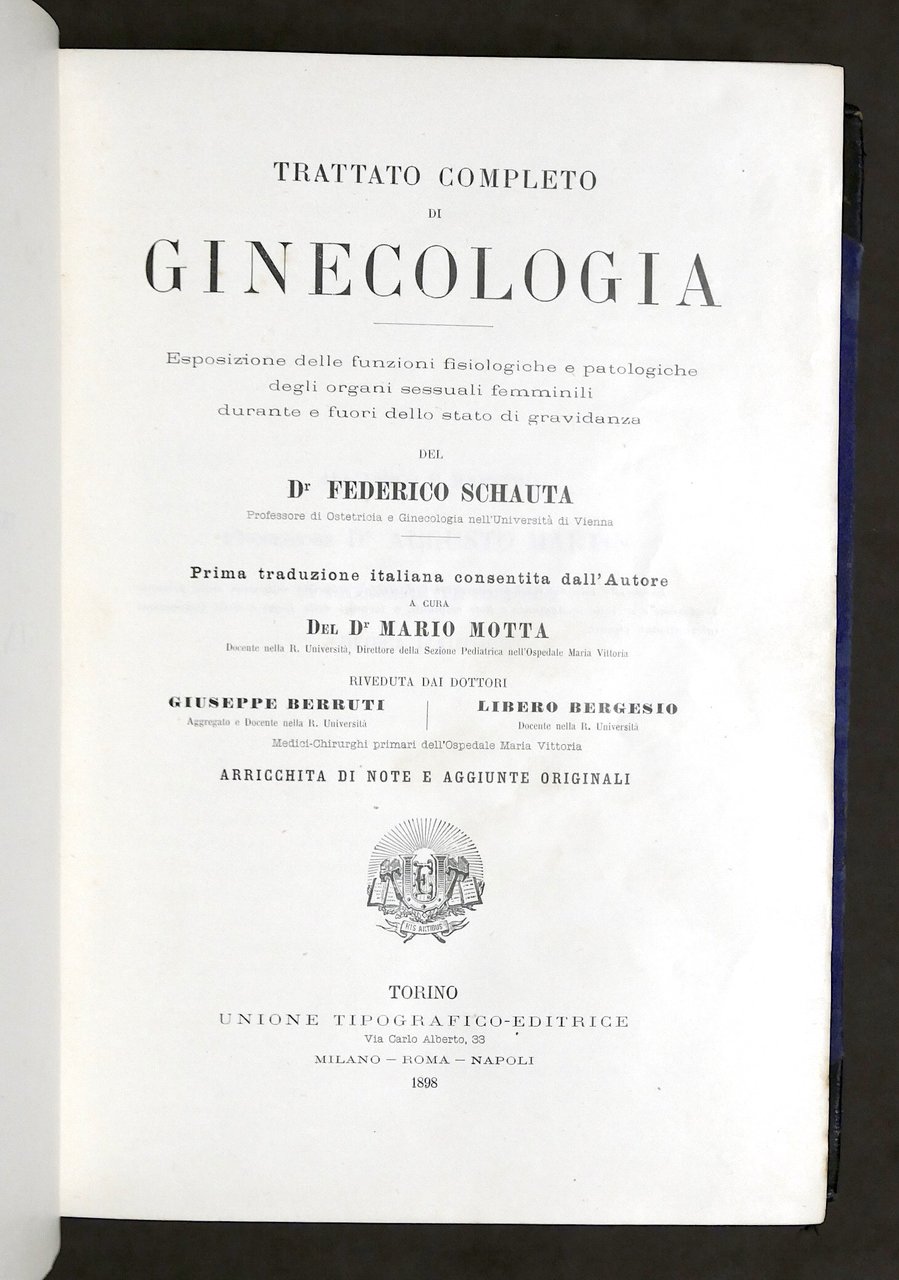 TRATTATO COMPLETO
DI
GINECOLOGIA
Esposizione delle funzioni fisiologiche e patologiche
degli organi sessuali femminili
durante e fuori dello stato di gravidanza
DEL
Dr FEDERICO SCHAUTA
Professore di Ostetricia e Ginecologia nell'Università di Vienna
Prima traduzione italiana consentita dall'Autore
A CURA
DEL Dr MARIO MOTTA
Docente nella R. Università, Direttore della Sezione Pediatrica nell'Ospedale Maria Vittoria
RIVEDUTA DAI DOTTORI
GIUSEPPE BERRUTI
Aggregato e Docente nella R. Università
LIBERO BERGESIO
Docente nella R. Università
Medici-Chirurghi primari dell'Ospedale Maria Vittoria
ARRICCHITA DI NOTE E AGGIUNTE ORIGINALI
HIS ARTIBUS
TORINO
UNIONE TIPOGRAFICO-EDITRICE
Via Carlo Alberto, 33
MILANO — ROMA — NAPOLI
1898